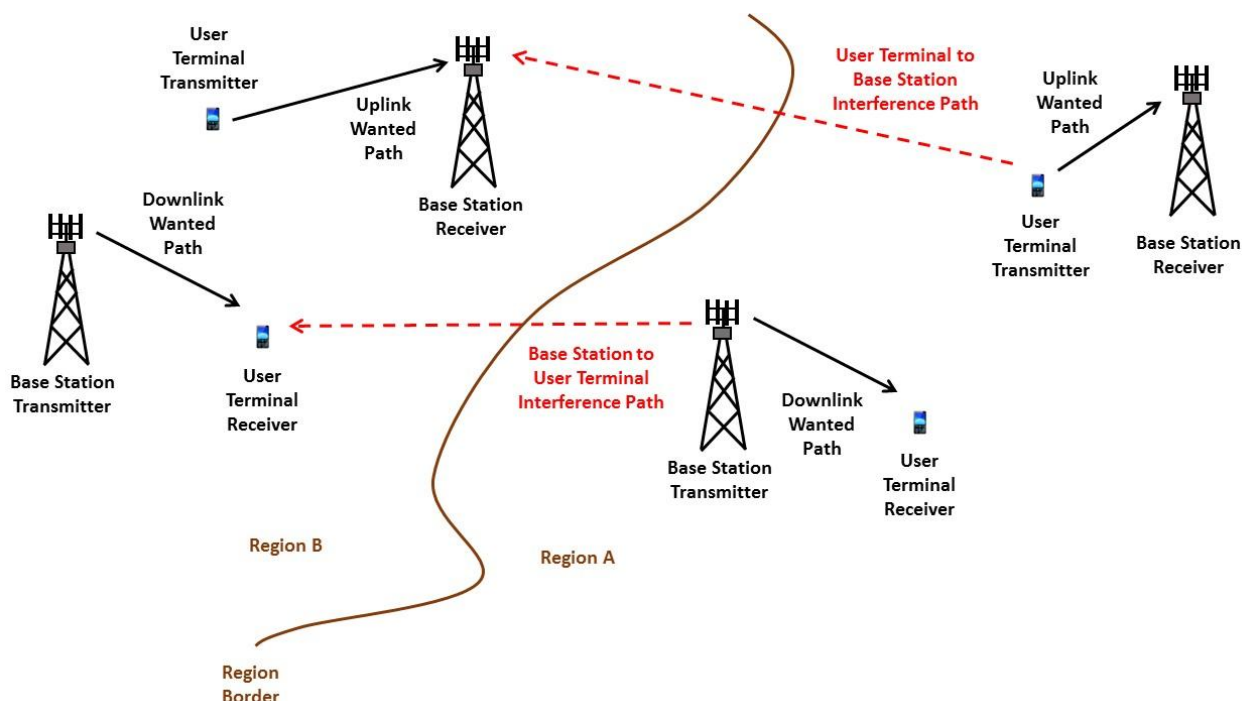 User
Terminal
Transmitter
Uplink
Wanted
Path
Base Station
Receiver
User Terminal to
Base Station
Interference Path
Uplink
Wanted
Path
User
Terminal
Transmitter
Base Station
Receiver
Downlink
Wanted
Path
Base Station
Transmitter
User
Terminal
Receiver
Base Station to
User Terminal
Interference Path
Downlink
Wanted
Path
Base Station
Transmitter
User
Terminal
Receiver
Region B
Region A
Region
Border